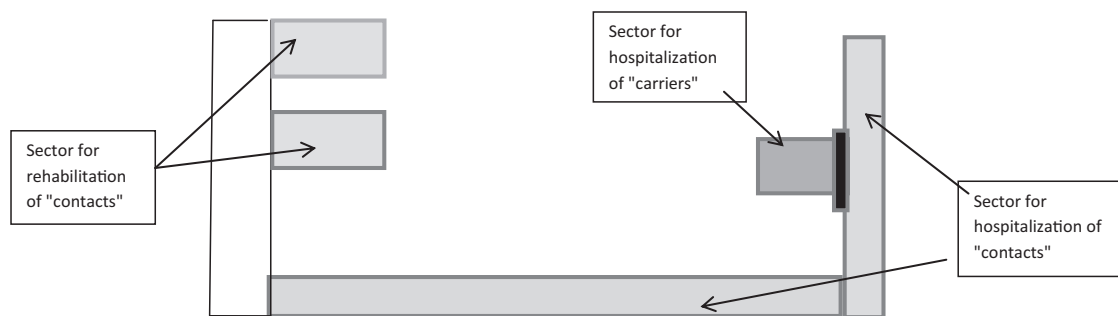 Sector for
rehabilitation
of "contacts"
Sector for
hospitalization
of "carriers"
Sector for
hospitalization of
"contacts"